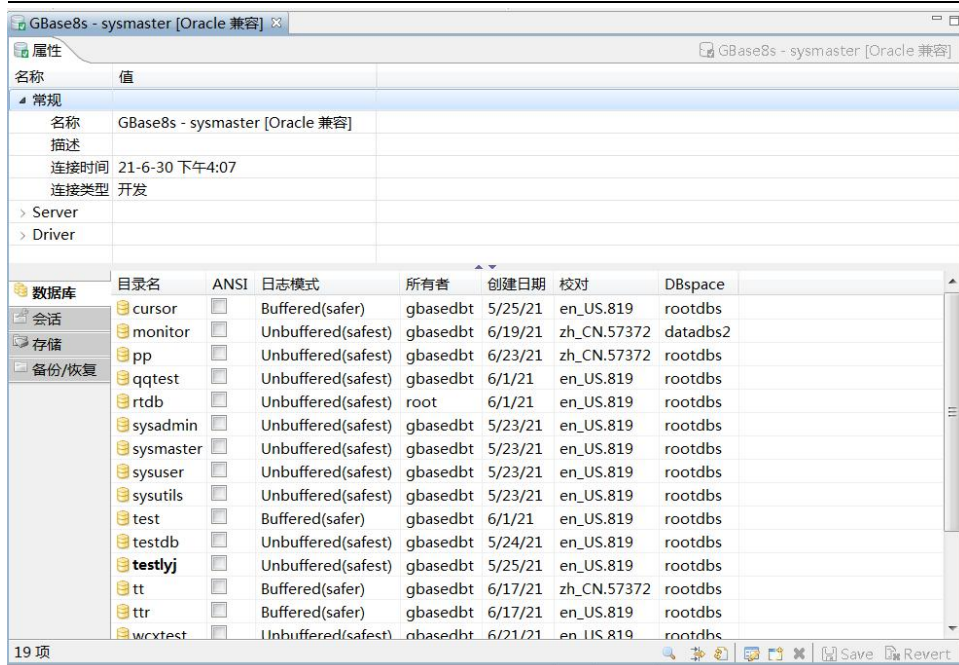 GBase8s - sysmaster [Oracle 兼容]
属性
GBase8s - sysmaster [Oracle 兼容]
名称 值
常规
名称 GBase8s - sysmaster [Oracle 兼容]
描述
连接时间 21-6-30 下午4:07
连接类型 开发
Server
Driver
数据库
会话
存储
备份/恢复
目录名 ANSI 日志模式 所有者 创建日期 校对 DBspace
cursor Buffered(safer) gbasedbt 5/25/21 en_US.819 rootdbs
monitor Unbuffered(safest) gbasedbt 6/19/21 zh_CN.57372 datadbs2
pp Unbuffered(safest) gbasedbt 6/23/21 zh_CN.57372 rootdbs
qqtest Unbuffered(safest) gbasedbt 6/1/21 en_US.819 rootdbs
rtdb Unbuffered(safest) root 6/1/21 en_US.819 rootdbs
sysadmin Unbuffered(safest) gbasedbt 5/23/21 en_US.819 rootdbs
sysmaster Unbuffered(safest) gbasedbt 5/23/21 en_US.819 rootdbs
sysuser Unbuffered(safest) gbasedbt 5/23/21 en_US.819 rootdbs
sysutils Unbuffered(safest) gbasedbt 5/23/21 en_US.819 rootdbs
test Buffered(safer) gbasedbt 6/1/21 en_US.819 rootdbs
testdb Unbuffered(safest) gbasedbt 5/24/21 en_US.819 rootdbs
testlyj Unbuffered(safest) gbasedbt 5/25/21 en_US.819 rootdbs
tt Buffered(safer) gbasedbt 6/17/21 zh_CN.57372 rootdbs
ttr Buffered(safer) gbasedbt 6/17/21 en_US.819 rootdbs
wcxtest Unbuffered(safest) gbasedbt 6/21/21 en_US.819 rootdbs
19 项 Save Revert